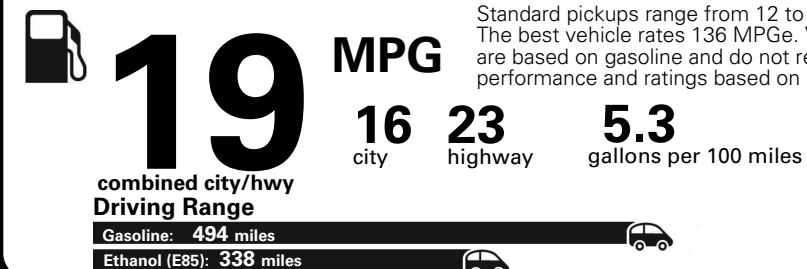 Standard pickups range from 12 to
The best vehicle rates 136 MPGe.
are based on gasoline and do not
performance and ratings based on
19 MPG
16 23 5.3
city highway gallons per 100 miles
combined city/hwy
Driving Range
Gasoline: 494 miles
Ethanol (E85): 338 miles